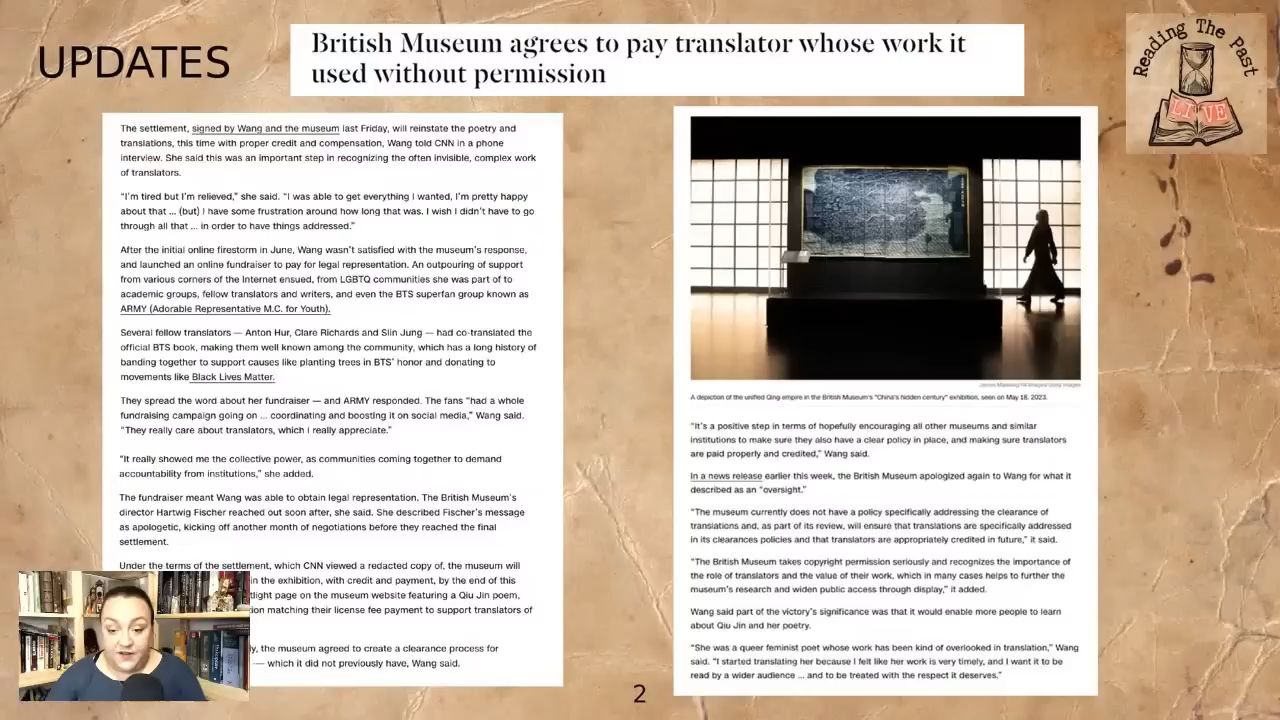 UPDATES
British Museum agrees to pay translator whose work it
used without permission
Reading The Past
LIVE
The settlement, signed by Wang and the museum last Friday, will reinstate the poetry and
translations, this time with proper credit and compensation, Wang told CNN in a phone
interview. She said this was an important step in recognizing the often invisible, complex work
of translators.
“I’m tired but I’m relieved,” she said. “I was able to get everything I wanted, I’m pretty happy
about that ... (but) I have some frustration around how long that was. I wish I didn’t have to go
through all that ... in order to have things addressed.”
After the initial online firestorm in June, Wang wasn’t satisfied with the museum’s response,
and launched an online fundraiser to pay for legal representation. An outpouring of support
from various corners of the Internet ensued, from LGBTQ communities she was part of to
academic groups, fellow translators and writers, and even the BTS superfan group known as
ARMY (Adorable Representative M.C. for Youth).
Several fellow translators — Anton Hur, Clare Richards and Slin Jung — had co-translated the
official BTS book, making them well known among the community, which has a long history of
banding together to support causes like planting trees in BTS’ honor and donating to
movements like Black Lives Matter.
They spread the word about her fundraiser — and ARMY responded. The fans “had a whole
fundraising campaign going on ... coordinating and boosting it on social media,” Wang said.
“They really care about translators, which I really appreciate.”
“It really showed me the collective power, as communities coming together to demand
accountability from institutions,” she added.
The fundraiser meant Wang was able to obtain legal representation. The British Museum’s
director Hartwig Fischer reached out soon after, she said. She described Fischer’s message
as apologetic, kicking off another month of negotiations before they reached the final
settlement.
Under the terms of the settlement, which CNN viewed a redacted copy of, the museum will
in the exhibition, with credit and payment, by the end of this
tlight page on the museum website featuring a Qiu Jin poem,
ion matching their license fee payment to support translators of
ly, the museum agreed to create a clearance process for
— which it did not previously have, Wang said.
A depiction of the unified Qing empire in the British Museum's "China's hidden century" exhibition, seen on May 18, 2023.
“It’s a positive step in terms of hopefully encouraging all other museums and similar
institutions to make sure they also have a clear policy in place, and making sure translators
are paid properly and credited,” Wang said.
In a news release earlier this week, the British Museum apologized again to Wang for what it
described as an “oversight.”
“The museum currently does not have a policy specifically addressing the clearance of
translations and, as part of its review, will ensure that translations are specifically addressed
in its clearances policies and that translators are appropriately credited in future,” it said.
“The British Museum takes copyright permission seriously and recognizes the importance of
the role of translators and the value of their work, which in many cases helps to further the
museum’s research and widen public access through display,” it added.
Wang said part of the victory’s significance was that it would enable more people to learn
about Qiu Jin and her poetry.
“She was a queer feminist poet whose work has been kind of overlooked in translation,” Wang
said. “I started translating her because I felt like her work is very timely, and I want it to be
read by a wider audience ... and to be treated with the respect it deserves.”
2